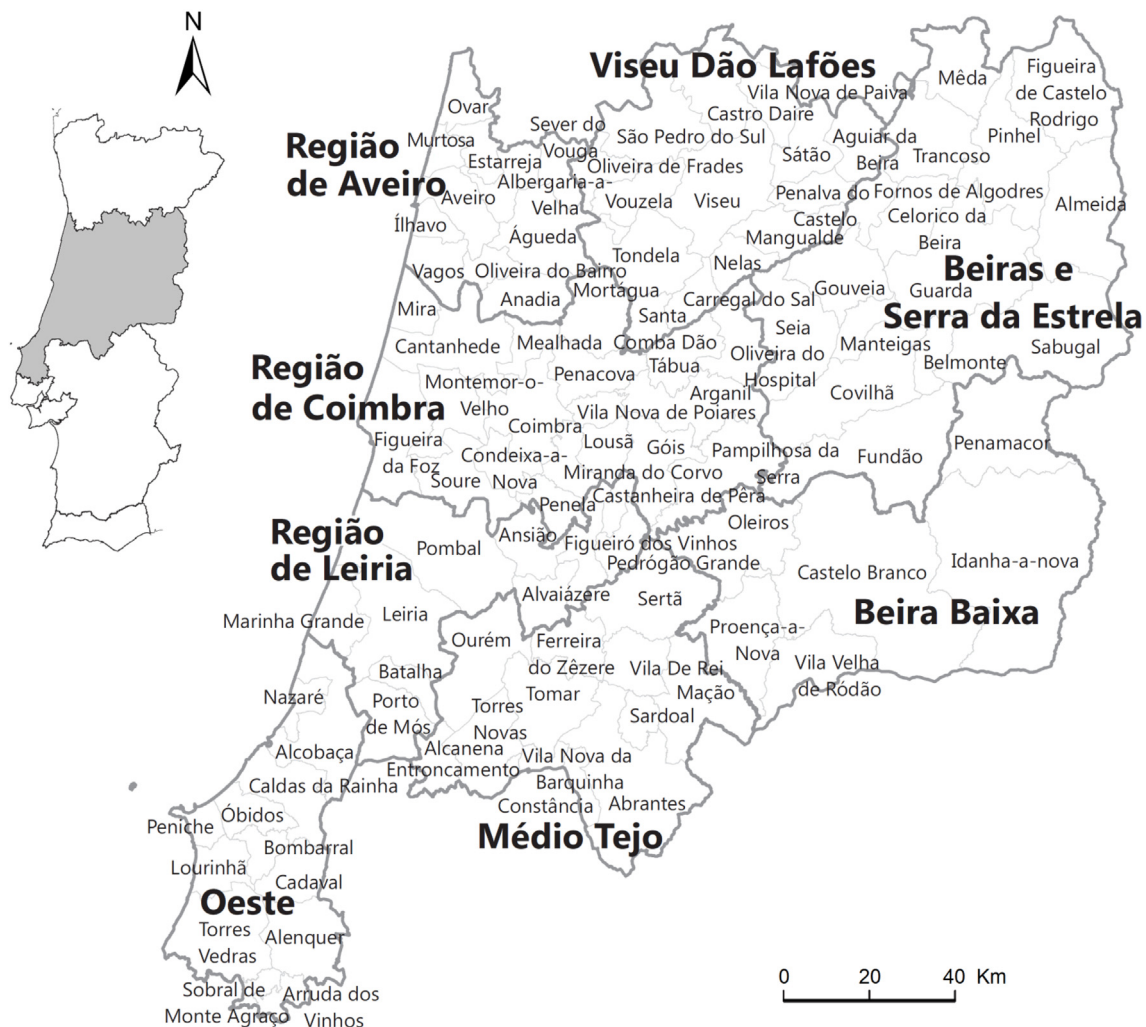 N
Viseu Dão Lafões
Mêda
Figueira
de Castelo
Rodrigo
Vila Nova de Paiva
Ovar
Castro Daire
Sever do
Vouga
São Pedro do Sul
Aguiar da
Beira
Pinhel
Murtosa
Região
de Aveiro
Estarreja
Oliveira de Frades
Sátão
Trancoso
Albergaria-a-
Velha
Aveiro
Vouzela
Viseu
Penalva do
Castelo
Fornos de Algodres
Almeida
Ílhavo
Águeda
Mangualde
Celorico da
Beira
Tondela
Nelas
Vagos
Oliveira do Bairro
Beiras e
Serra da Estrela
Anadia
Mortágua
Carregal do Sal
Gouveia
Guarda
Mira
Santa
Comba Dão
Seia
Cantanhede
Mealhada
Manteigas
Sabugal
Região
de Coimbra
Penacova
Tábua
Oliveira do
Hospital
Belmonte
Montemor-o-
Velho
Arganil
Covilhã
Coimbra
Vila Nova de Poiares
Figueira
da Foz
Condeixa-a-
Nova
Lousã
Góis
Pampilhosa da
Serra
Fundão
Penamacor
Soure
Miranda do Corvo
Penela
Castanheira de Pêra
Região
de Leiria
Pombal
Ansião
Figueiró dos Vinhos
Oleiros
Pedrógão Grande
Castelo Branco
Idanha-a-nova
Alvaiázere
Sertã
Beira Baixa
Marinha Grande
Leiria
Ourém
Ferreira
do Zêzere
Proença-a-
Nova
Vila Velha
de Ródão
Batalha
Vila De Rei
Nazaré
Porto
de Mós
Torres
Novas
Tomar
Mação
Sardoal
Alcobaça
Alcanena
Vila Nova da
Barquinha
Caldas da Rainha
Entroncamento
Constância
Abrantes
Médio Tejo
Peniche
Óbidos
Bombarral
Lourinhã
Cadaval
Oeste
Torres
Vedras
Alenquer
Sobral de
Monte Agraço
Arruda dos
Vinhos
0 20 40 Km